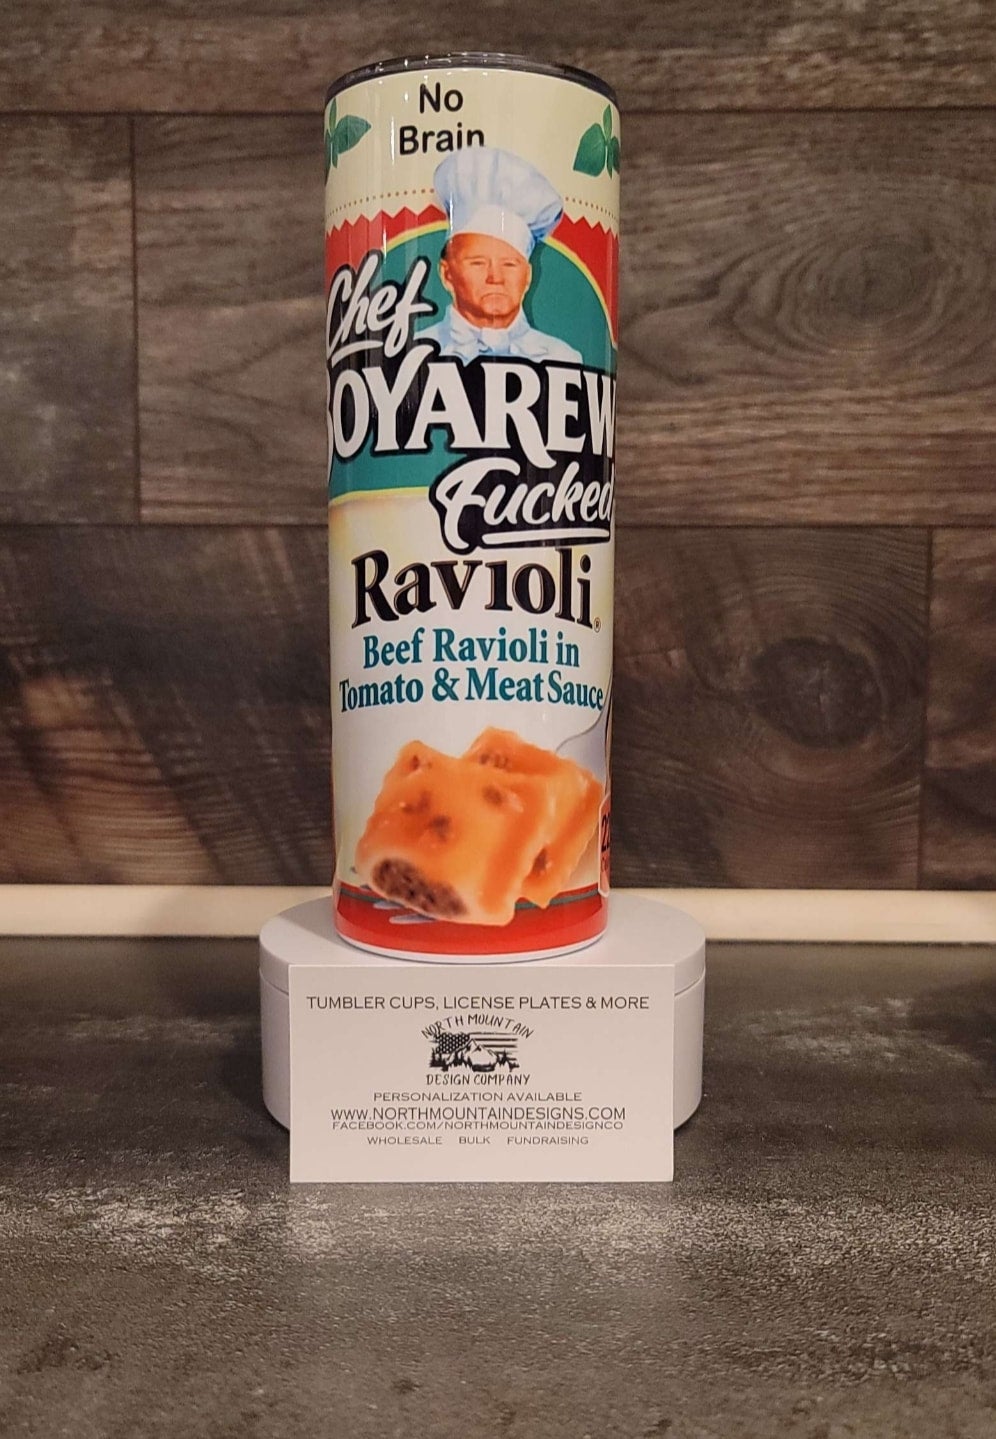 No
Brain
Chef
BOYAREW
Fucked
Ravioli®
Beef Ravioli in
Tomato & Meat Sauce
TUMBLER CUPS, LICENSE PLATES & MORE
NORTH MOUNTAIN
DESIGN COMPANY
PERSONALIZATION AVAILABLE
WWW.NORTHMOUNTAINDESIGNS.COM
FACEBOOK.COM/NORTHMOUNTAINDESIGNCO
WHOLESALE BULK FUNDRAISING